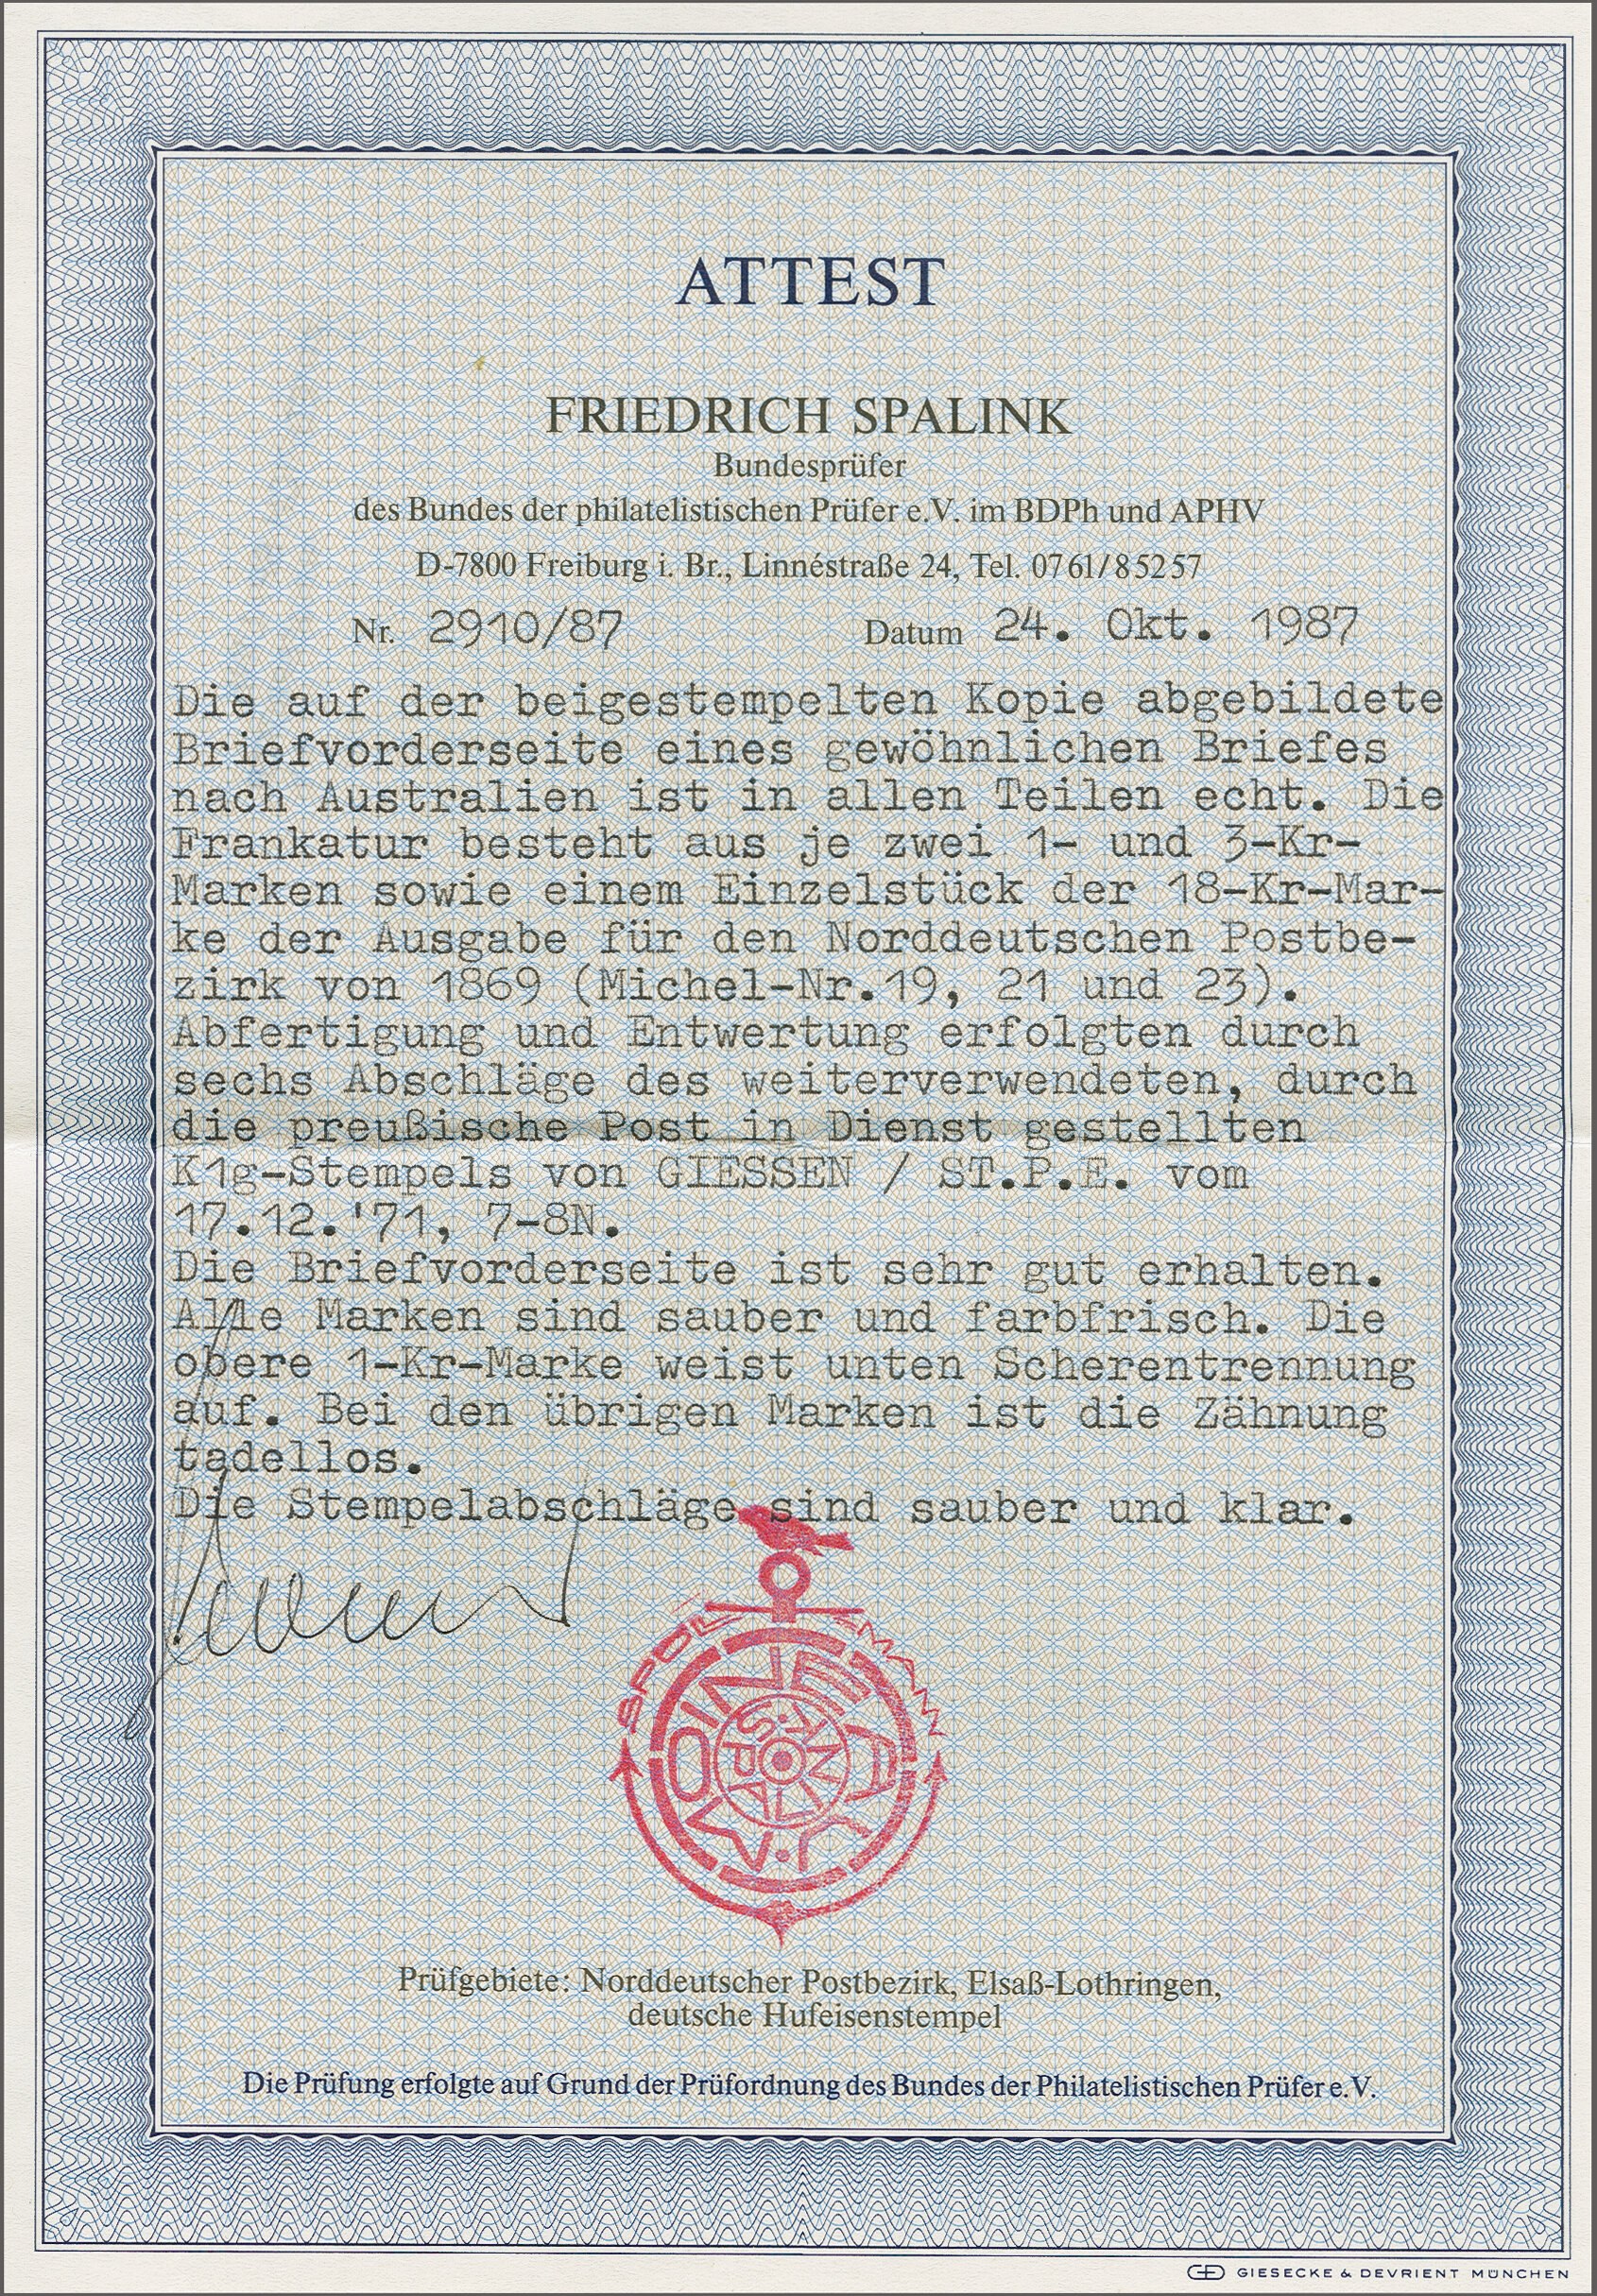 ATTEST
FRIEDRICH SPALINK
Bundesprüfer
des Bundes der philatelistischen Prüfer e.V. im BDPh und APHV
D-7800 Freiburg i. Br., Linnéstraße 24, Tel. 07 61/8 52 57
Nr. 2910/87 Datum 24. Okt. 1987
Die auf der beigestempelten Kopie abgebildete
Briefvorderseite eines gewöhnlichen Briefes
nach Australien ist in allen Teilen echt. Die
Frankatur besteht aus je zwei 1- und 3-Kr-
Marken sowie einem Einzelstück der 18-Kr-Mar-
ke der Ausgabe für den Norddeutschen Postbe-
zirk von 1869 (Michel-Nr.19, 21 und 23).
Abfertigung und Entwertung erfolgten durch
sechs Abschläge des weiterverwendeten, durch
die preußische Post in Dienst gestellten
K1g-Stempels von GIESSEN / ST.P.E. vom
17.12.'71, 7-8N.
Die Briefvorderseite ist sehr gut erhalten.
Alle Marken sind sauber und farbfrisch. Die
obere 1-Kr-Marke weist unten Scherentrennung
auf. Bei den übrigen Marken ist die Zähnung
tadellos.
Die Stempelabschläge sind sauber und klar.
SPALINK
Prüfgebiete: Norddeutscher Postbezirk, Elsaß-Lothringen,
deutsche Hufeisenstempel
Die Prüfung erfolgte auf Grund der Prüfordnung des Bundes der Philatelistischen Prüfer e.V.
GD GIESECKE & DEVRIENT MÜNCHEN